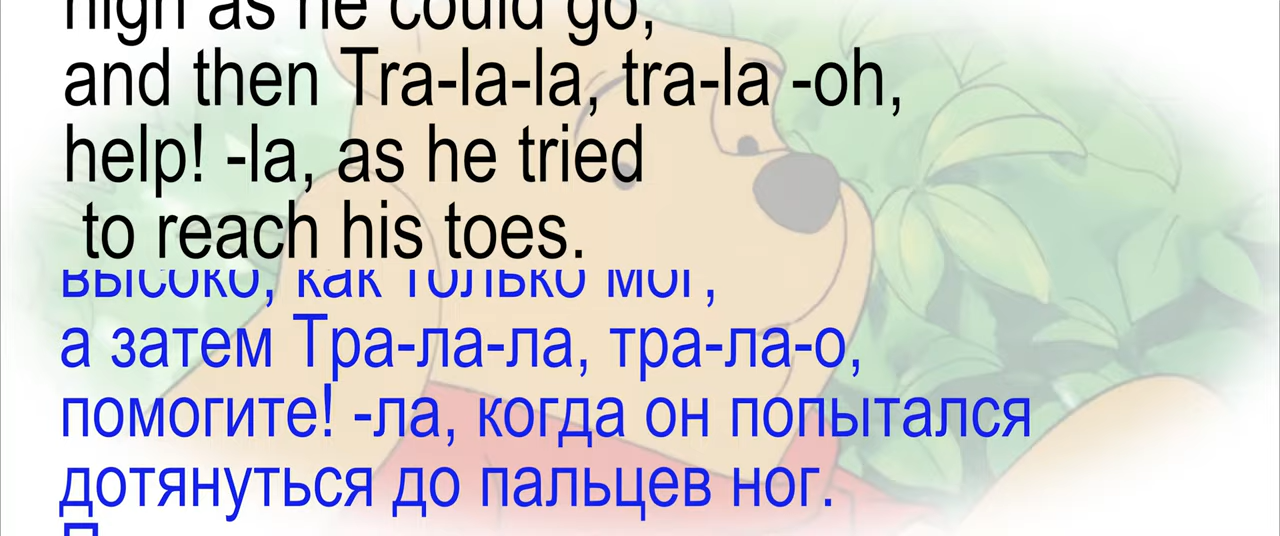 high as he could go,
and then Tra-la-la, tra-la -oh,
help! -la, as he tried
to reach his toes.
высоко, как только мог,
а затем Тра-ла-ла, тра-ла-о,
помогите! -ла, когда он попытался
дотянуться до пальцев ног.